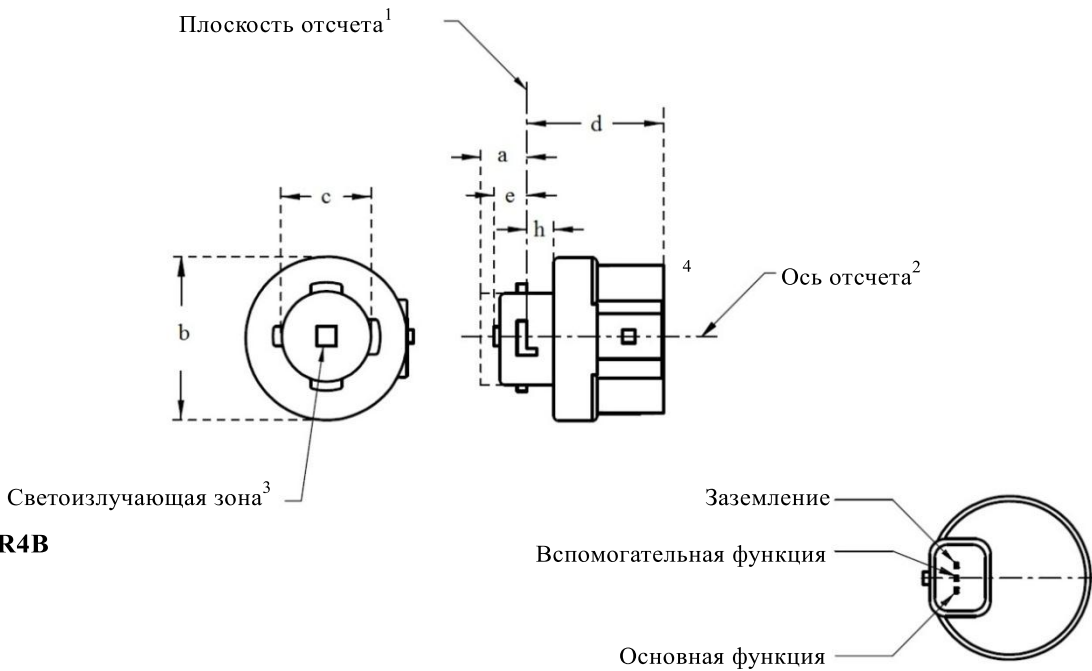 Плоскость отсчета1
d
a
e
c
h
4
Ось отсчета2
b
Светоизлучающая зона3
Заземление
R4B
Вспомогательная функция
Основная функция